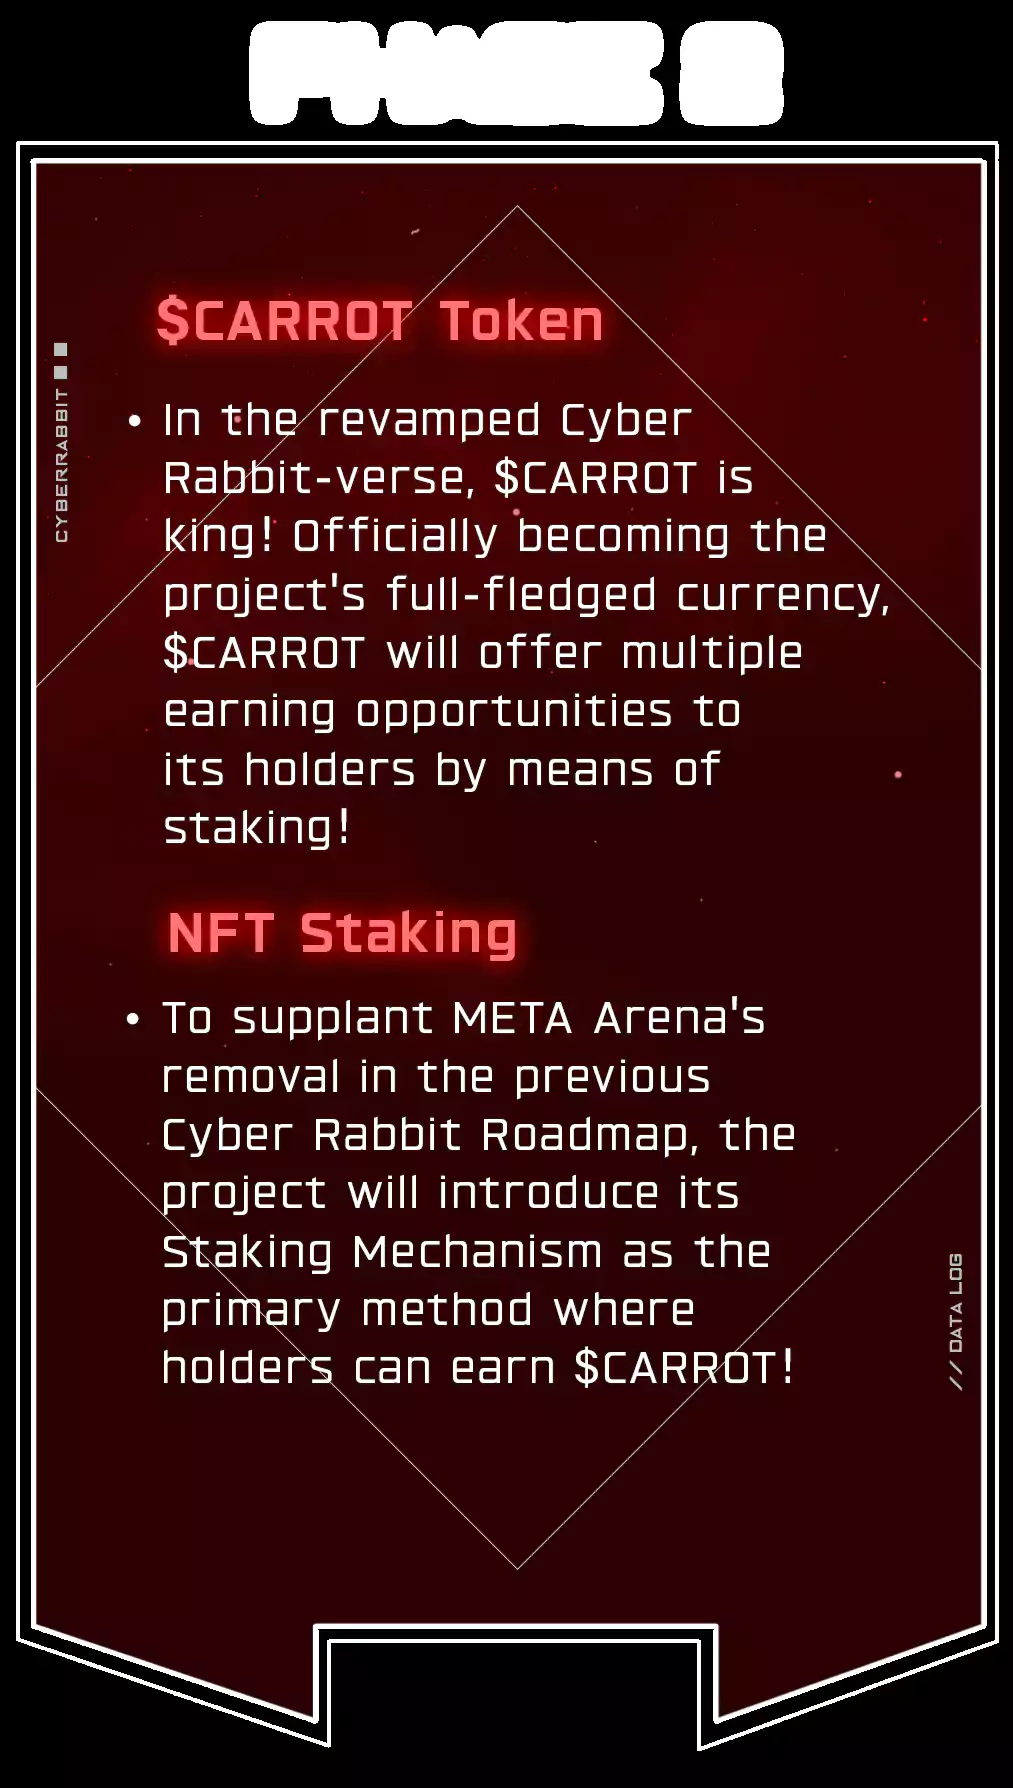 PHASE
$CARROT Token
CYBERRABBIT
• In the revamped Cyber
Rabbit-verse, $CARROT is
king! Officially becoming the
project's full-fledged currency,
$CARROT will offer multiple
earning opportunities to
its holders by means of
staking!
NFT Staking
• To supplant META Arena's
removal in the previous
Cyber Rabbit Roadmap, the
project will introduce its
Staking Mechanism as the
primary method where
holders can earn $CARROT!
// DATA LOG